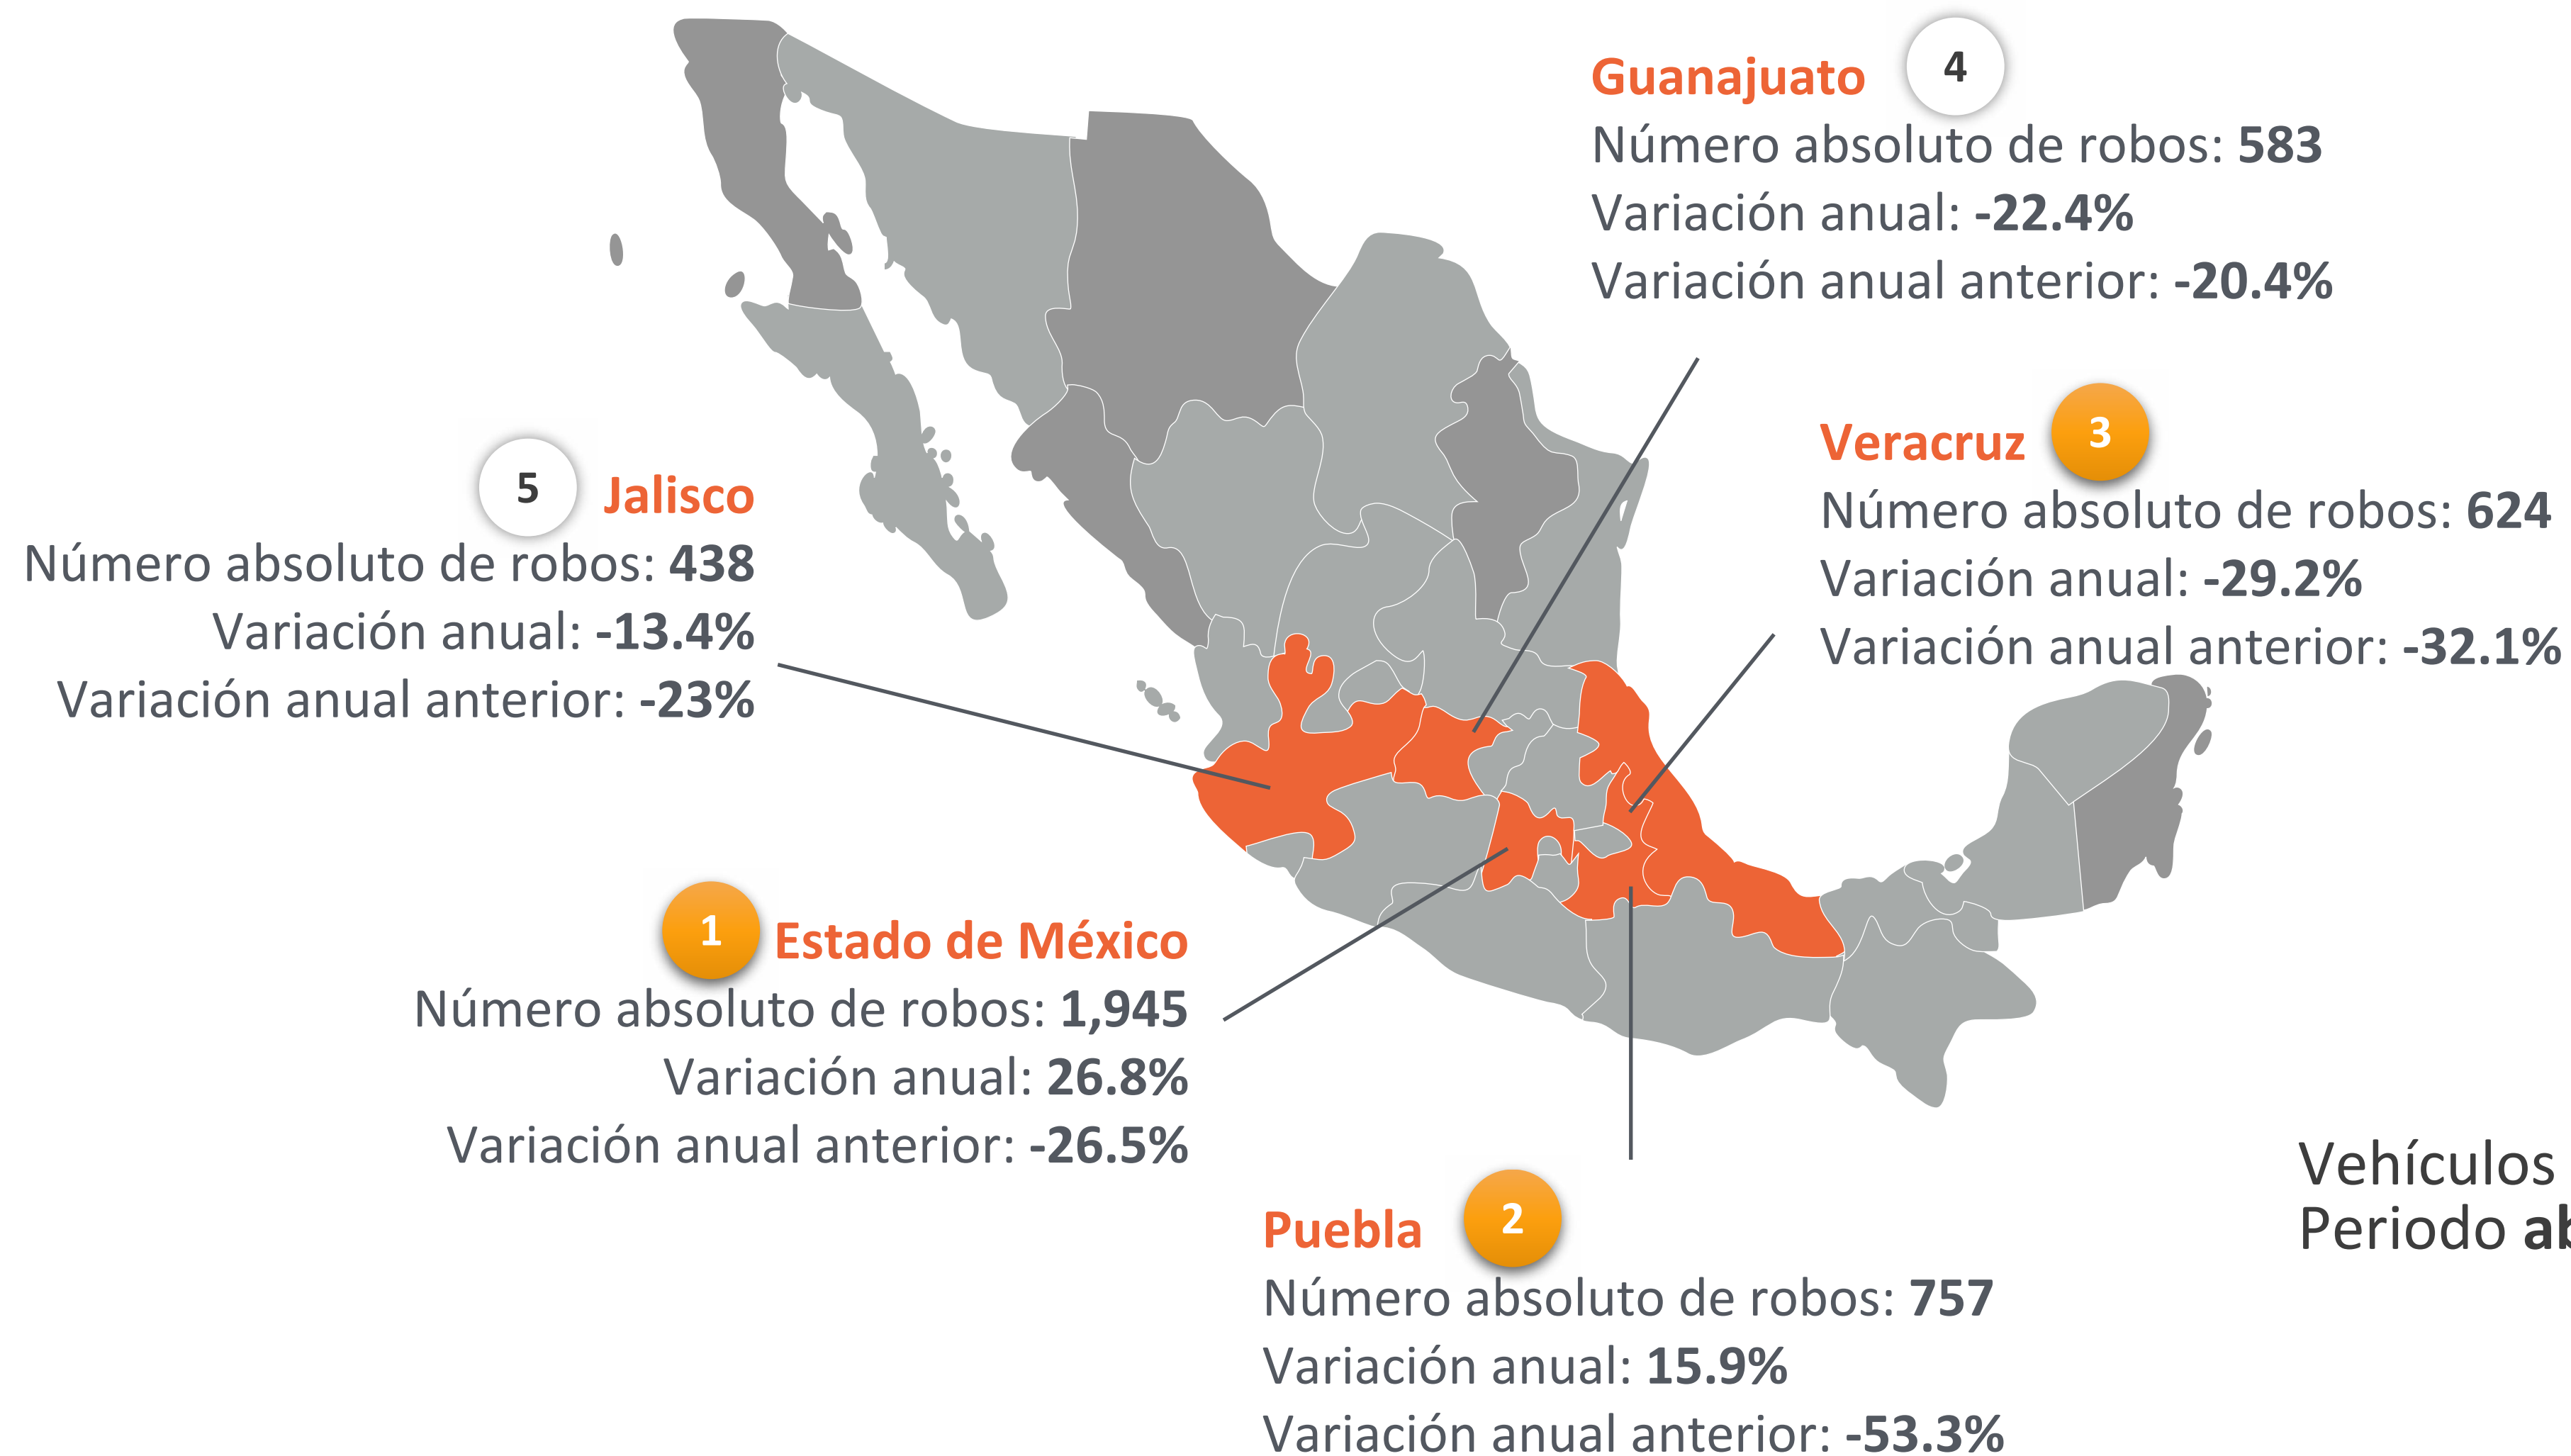 Guanajuato 4
Número absoluto de robos: 583
Variación anual: -22.4%
Variación anual anterior: -20.4%
Veracruz 3
Número absoluto de robos: 624
Variación anual: -29.2%
Variación anual anterior: -32.1%
5 Jalisco
Número absoluto de robos: 438
Variación anual: -13.4%
Variación anual anterior: -23%
1 Estado de México
Número absoluto de robos: 1,945
Variación anual: 26.8%
Variación anual anterior: -26.5%
Puebla 2
Número absoluto de robos: 757
Variación anual: 15.9%
Variación anual anterior: -53.3%
Vehículos
Periodo